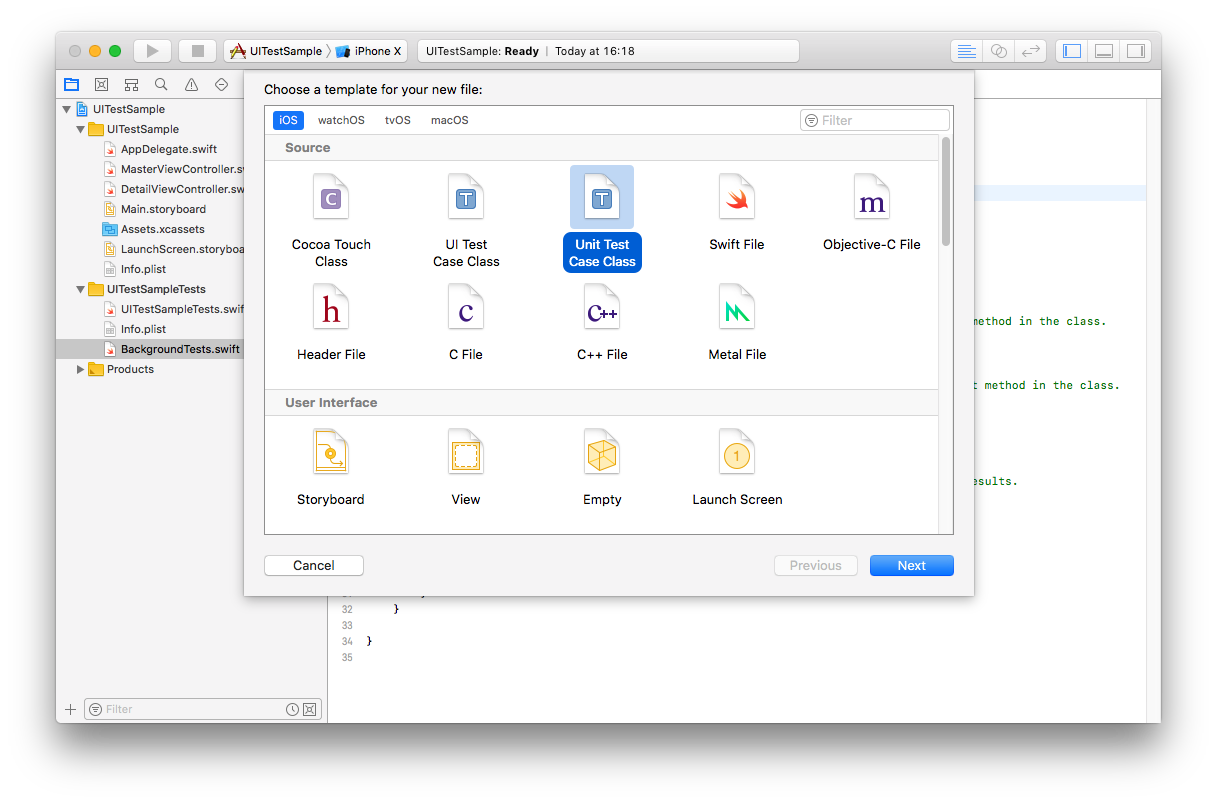 UITestSample
iPhone X
UITestSample: Ready | Today at 16:18
UITestSample
UITestSample
AppDelegate.swift
MasterViewController.sw
DetailViewController.sw
Main.storyboard
Assets.xcassets
LaunchScreen.storyboa
Info.plist
UITestSampleTests
UITestSampleTests.swif
Info.plist
BackgroundTests.swift
Products
Filter
Choose a template for your new file:
iOS
watchOS
tvOS
macOS
Filter
Source
C
Cocoa Touch
Class
T
UI Test
Case Class
T
Unit Test
Case Class
Swift File
m
Objective-C File
h
Header File
c
C File
C++
C++ File
Metal File
User Interface
Storyboard
View
Empty
1
Launch Screen
Cancel
Previous
Next
method in the class.
t method in the class.
esults.
32 }
33
34 }
35